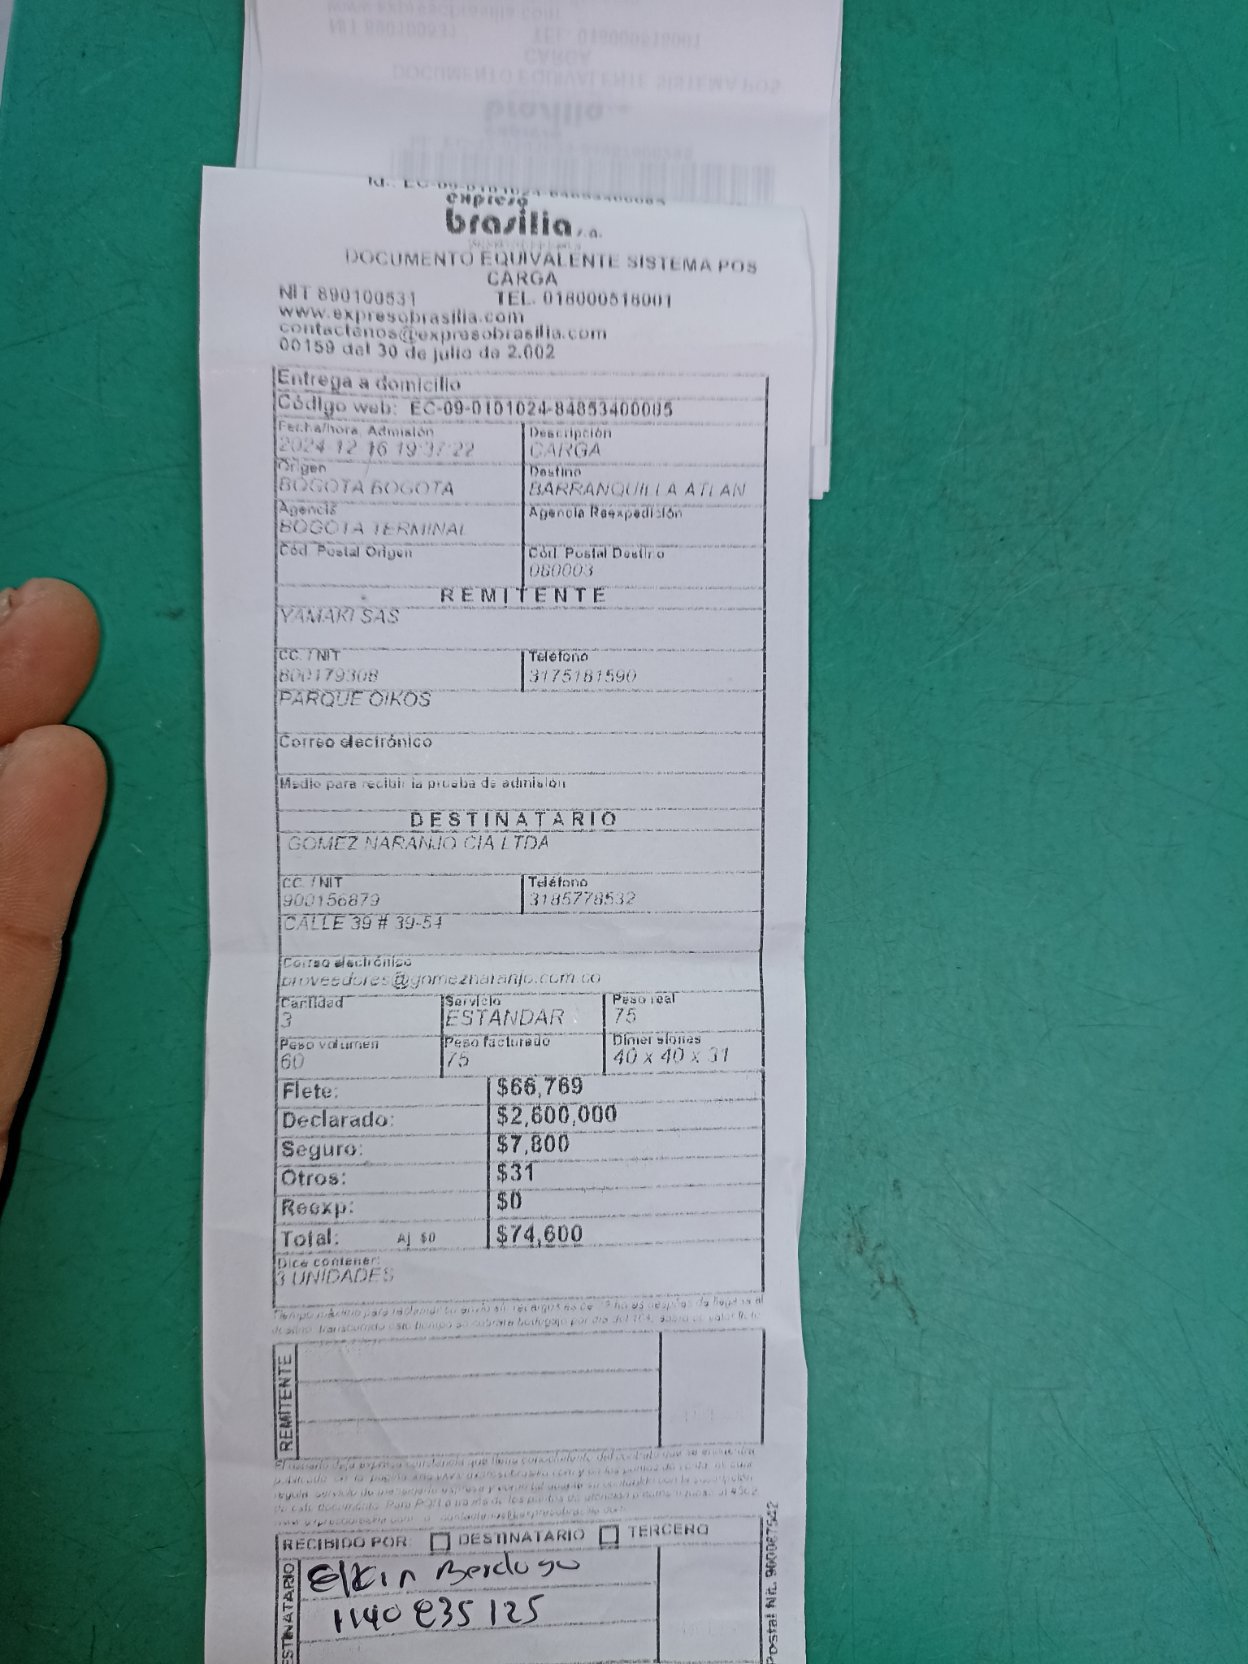 expreso
brasilia s.a.
DOCUMENTO EQUIVALENTE SISTEMA POS
CARGA
NIT 890100531 TEL. 018000518001
www.expresobrasilia.com
contactenos@expresobrasilia.com
00159 del 30 de julio de 2.002
Entrega a domicilio
Código web: EC-09-0101024-84853400005
Fecha/hora Admisión Descripción
2024-12-16 19:37:22 CARGA
Origen Destino
BOGOTA BOGOTA BARRANQUILLA ATLAN
Agencia Agencia Reexpedición
BOGOTA TERMINAL
Cód. Postal Origen Cód. Postal Destino
080003
REMITENTE
YAMAKI SAS
CC. / NIT Teléfono
800179308 3175181590
PARQUE OIKOS
Correo electrónico
Medio para recibir la prueba de admisión
DESTINATARIO
GOMEZ NARANJO CIA LTDA
CC. / NIT Teléfono
900156879 3185778532
CALLE 39 # 39-54
Correo electrónico
proveedores@gomeznaranjo.com.co
Cantidad Servicio Peso real
3 ESTANDAR 75
Peso volumen Peso facturado Dimensiones
60 75 40 x 40 x 31
Flete: $66,769
Declarado: $2,600,000
Seguro: $7,800
Otros: $31
Reexp: $0
Total: Aj $0 $74,600
Dice contener:
3 UNIDADES
REMITENTE
RECIBIDO POR: DESTINATARIO TERCERO
Elkin Berdugo
1140835125
Postal Nit. 900087542